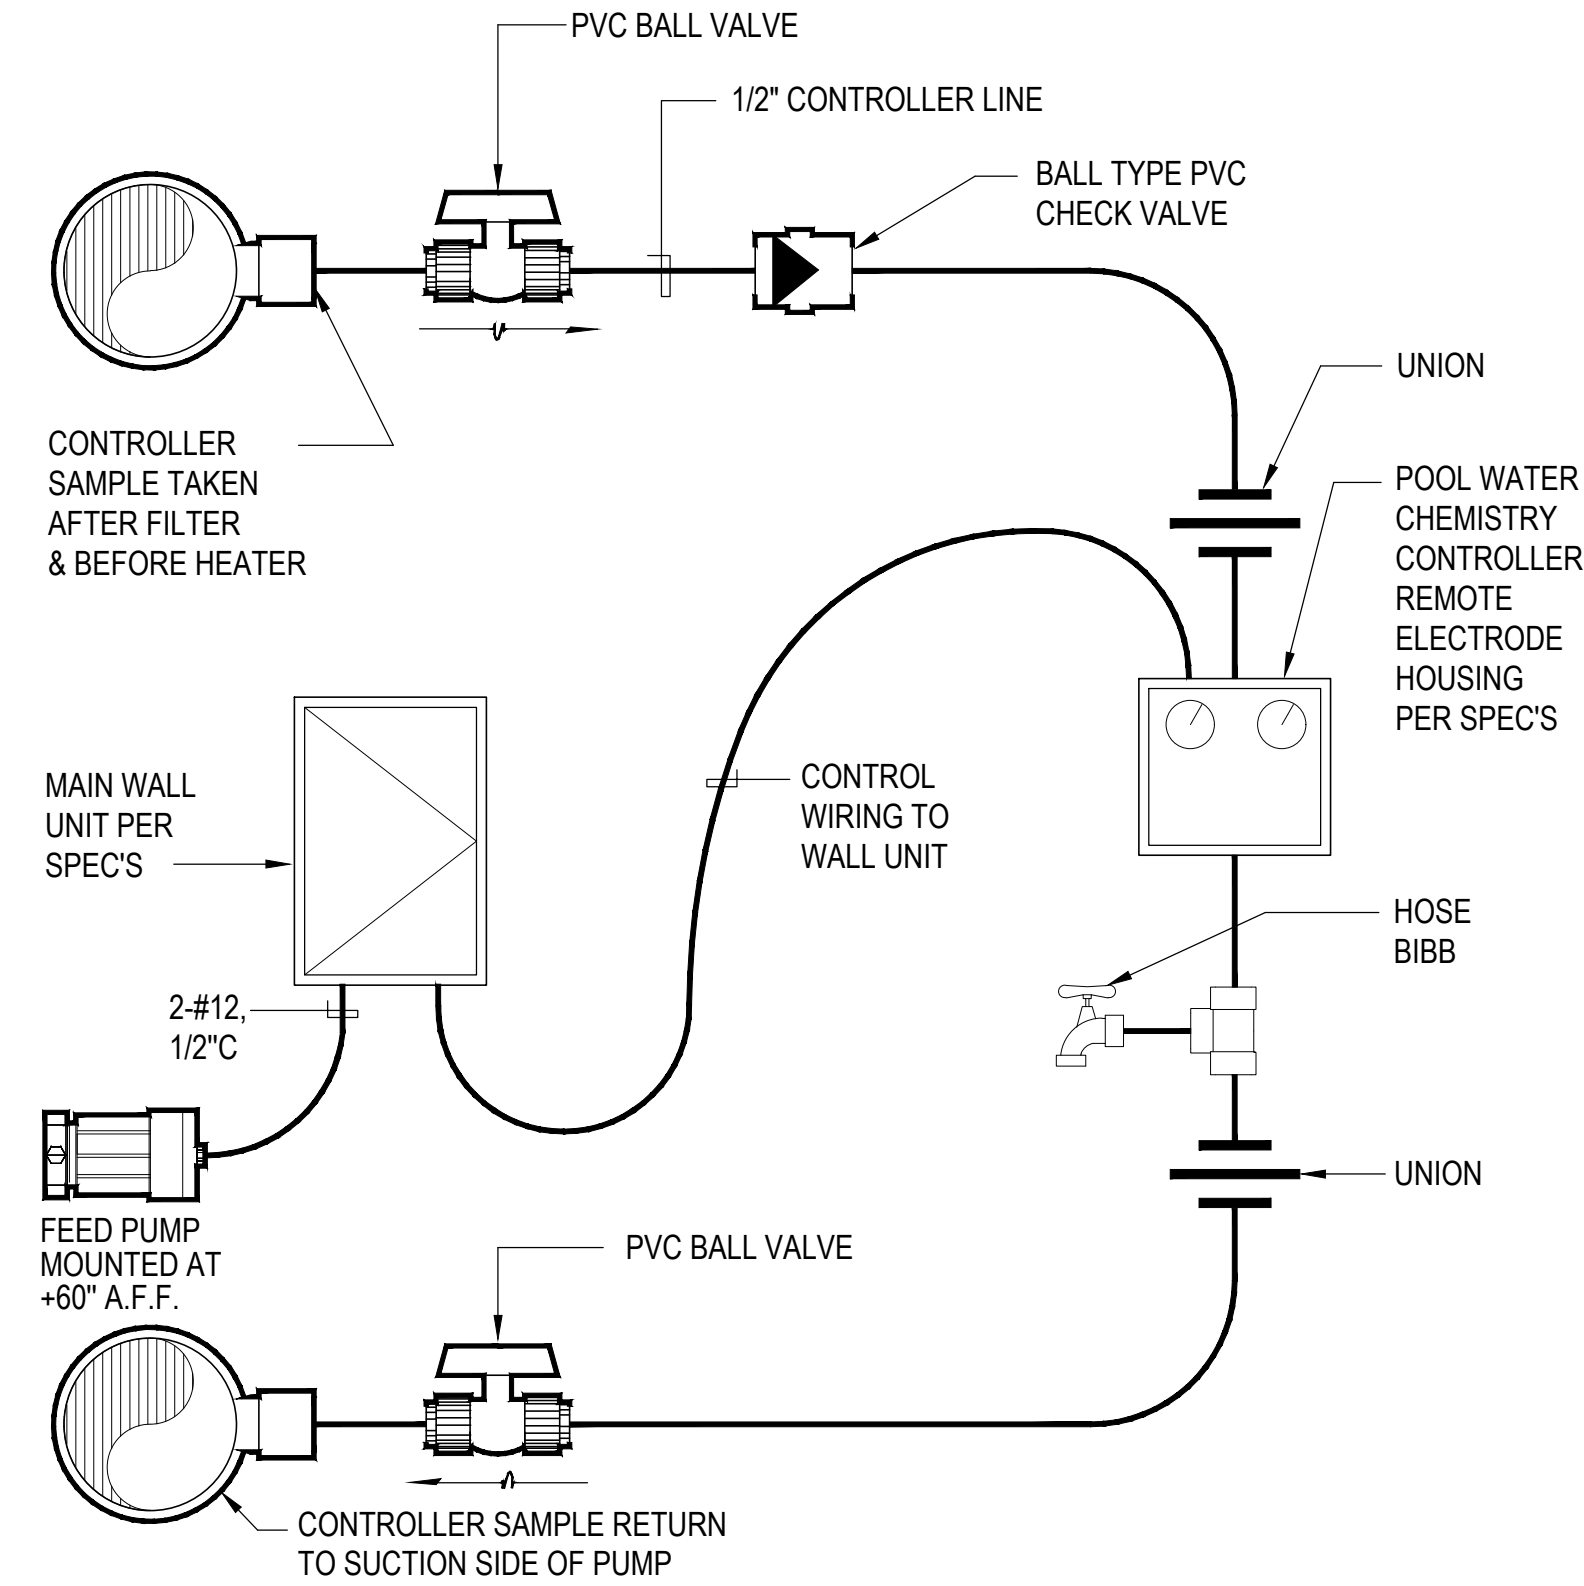 PVC BALL VALVE
1/2" CONTROLLER LINE
BALL TYPE PVC
CHECK VALVE
UNION
CONTROLLER
SAMPLE TAKEN
AFTER FILTER
& BEFORE HEATER
POOL WATER
CHEMISTRY
CONTROLLER
REMOTE
ELECTRODE
HOUSING
PER SPEC'S
MAIN WALL
UNIT PER
SPEC'S
CONTROL
WIRING TO
WALL UNIT
HOSE
BIBB
2-#12,
1/2"C
UNION
FEED PUMP
MOUNTED AT
+60" A.F.F.
PVC BALL VALVE
CONTROLLER SAMPLE RETURN
TO SUCTION SIDE OF PUMP